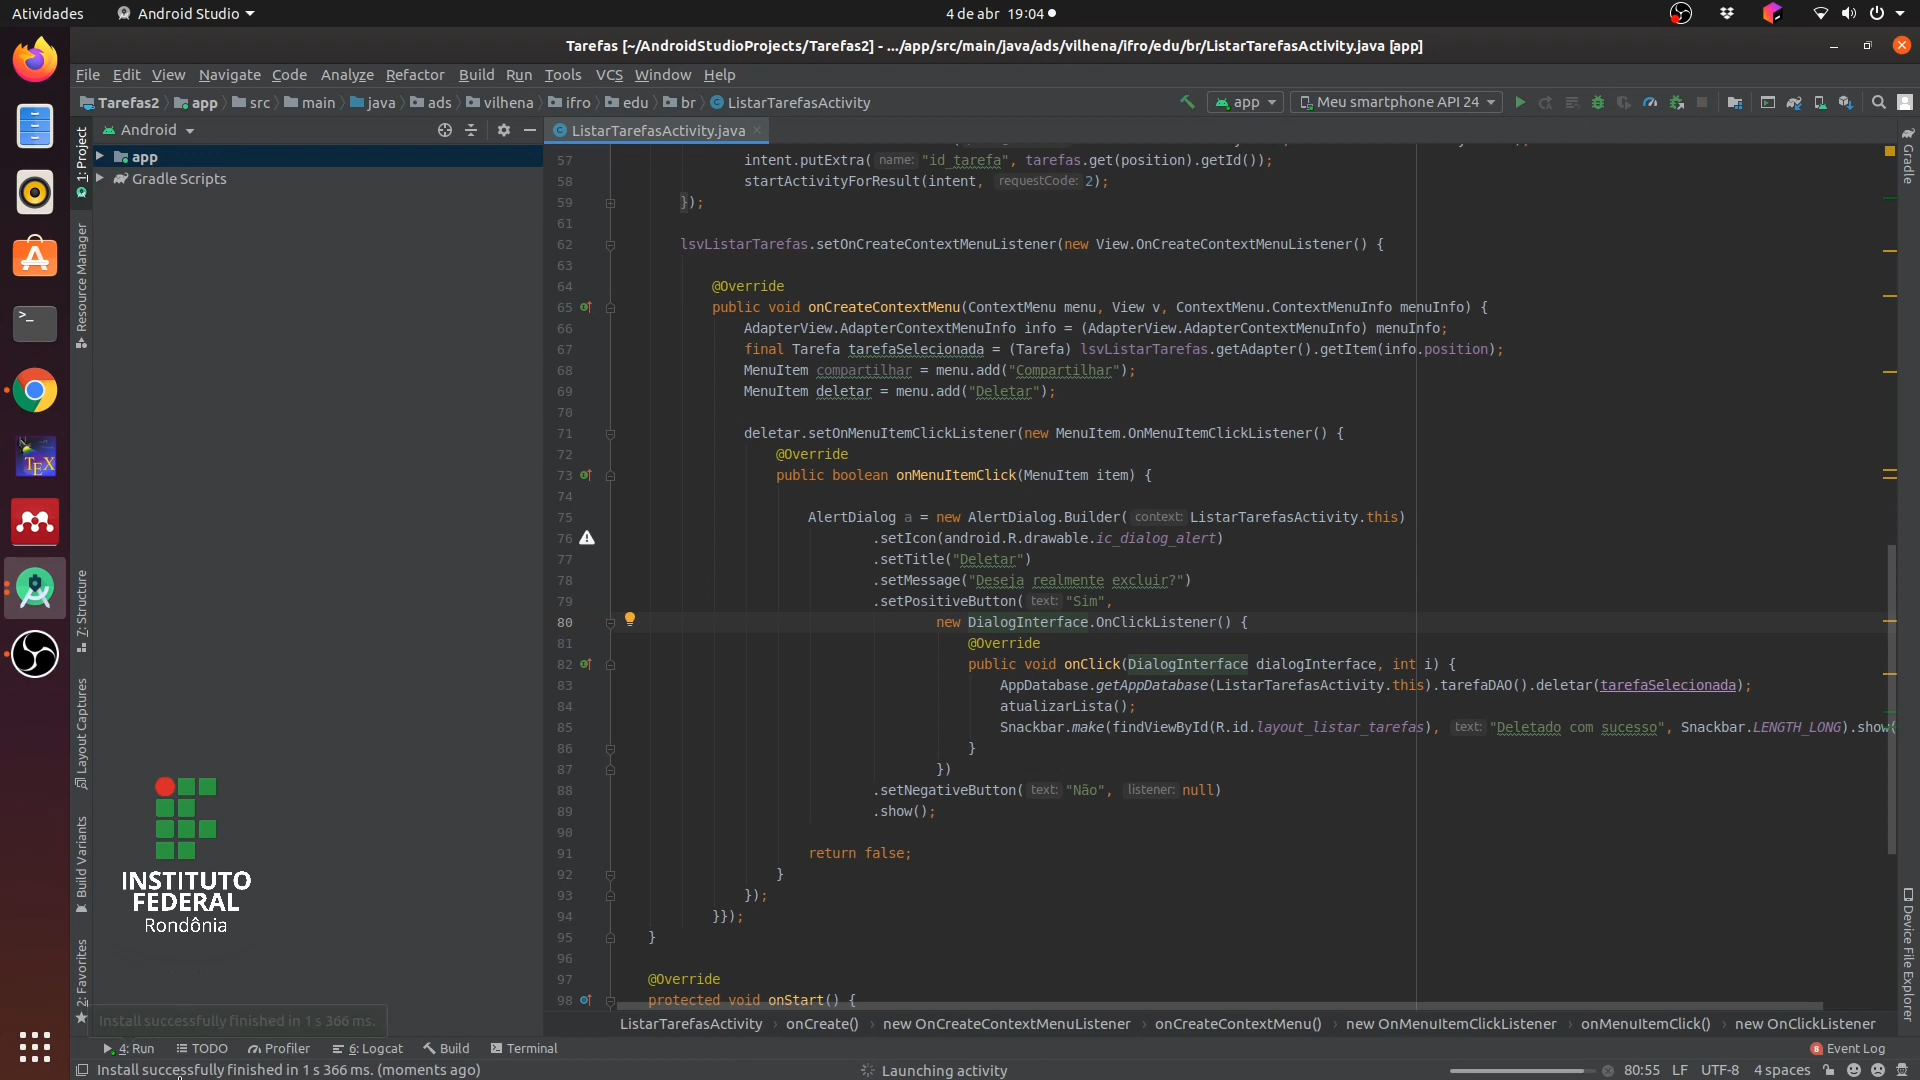 Atividades
Android Studio
4 de abr 19:04
Tarefas [~/AndroidStudioProjects/Tarefas2] - .../app/src/main/java/ads/vilhena/ifro/edu/br/ListarTarefasActivity.java [app]
File Edit View Navigate Code Analyze Refactor Build Run Tools VCS Window Help
Tarefas2 app src main java ads vilhena ifro edu br ListarTarefasActivity
app
Meu smartphone API 24
Android
ListarTarefasActivity.java
app
Gradle Scripts
1: Project
Resource Manager
7: Structure
Layout Captures
Build Variants
2: Favorites
Gradle
Device File Explorer
57 intent.putExtra( name: "id_tarefa", tarefas.get(position).getId());
58 startActivityForResult(intent, requestCode: 2);
59 });
61
62 lsvListarTarefas.setOnCreateContextMenuListener(new View.OnCreateContextMenuListener() {
63
64 @Override
65 public void onCreateContextMenu(ContextMenu menu, View v, ContextMenu.ContextMenuInfo menuInfo) {
66 AdapterView.AdapterContextMenuInfo info = (AdapterView.AdapterContextMenuInfo) menuInfo;
67 final Tarefa tarefaSelecionada = (Tarefa) lsvListarTarefas.getAdapter().getItem(info.position);
68 MenuItem compartilhar = menu.add("Compartilhar");
69 MenuItem deletar = menu.add("Deletar");
70
71 deletar.setOnMenuItemClickListener(new MenuItem.OnMenuItemClickListener() {
72 @Override
73 public boolean onMenuItemClick(MenuItem item) {
74
75 AlertDialog a = new AlertDialog.Builder( context: ListarTarefasActivity.this)
76 .setIcon(android.R.drawable.ic_dialog_alert)
77 .setTitle("Deletar")
78 .setMessage("Deseja realmente excluir?")
79 .setPositiveButton( text: "Sim",
80 new DialogInterface.OnClickListener() {
81 @Override
82 public void onClick(DialogInterface dialogInterface, int i) {
83 AppDatabase.getAppDatabase(ListarTarefasActivity.this).tarefaDAO().deletar(tarefaSelecionada);
84 atualizarLista();
85 Snackbar.make(findViewById(R.id.layout_listar_tarefas), text: "Deletado com sucesso", Snackbar.LENGTH_LONG).show(
86 }
87 })
88 .setNegativeButton( text: "Não", listener: null)
89 .show();
90
91 return false;
92 }
93 });
94 }});
95 }
96
97 @Override
98 protected void onStart() {
INSTITUTO
FEDERAL
Rondônia
Install successfully finished in 1 s 366 ms.
ListarTarefasActivity › onCreate() › new OnCreateContextMenuListener › onCreateContextMenu() › new OnMenuItemClickListener › onMenuItemClick() › new OnClickListener
4: Run TODO Profiler 6: Logcat Build Terminal
8 Event Log
Install successfully finished in 1 s 366 ms. (moments ago)
Launching activity
80:55 LF UTF-8 4 spaces